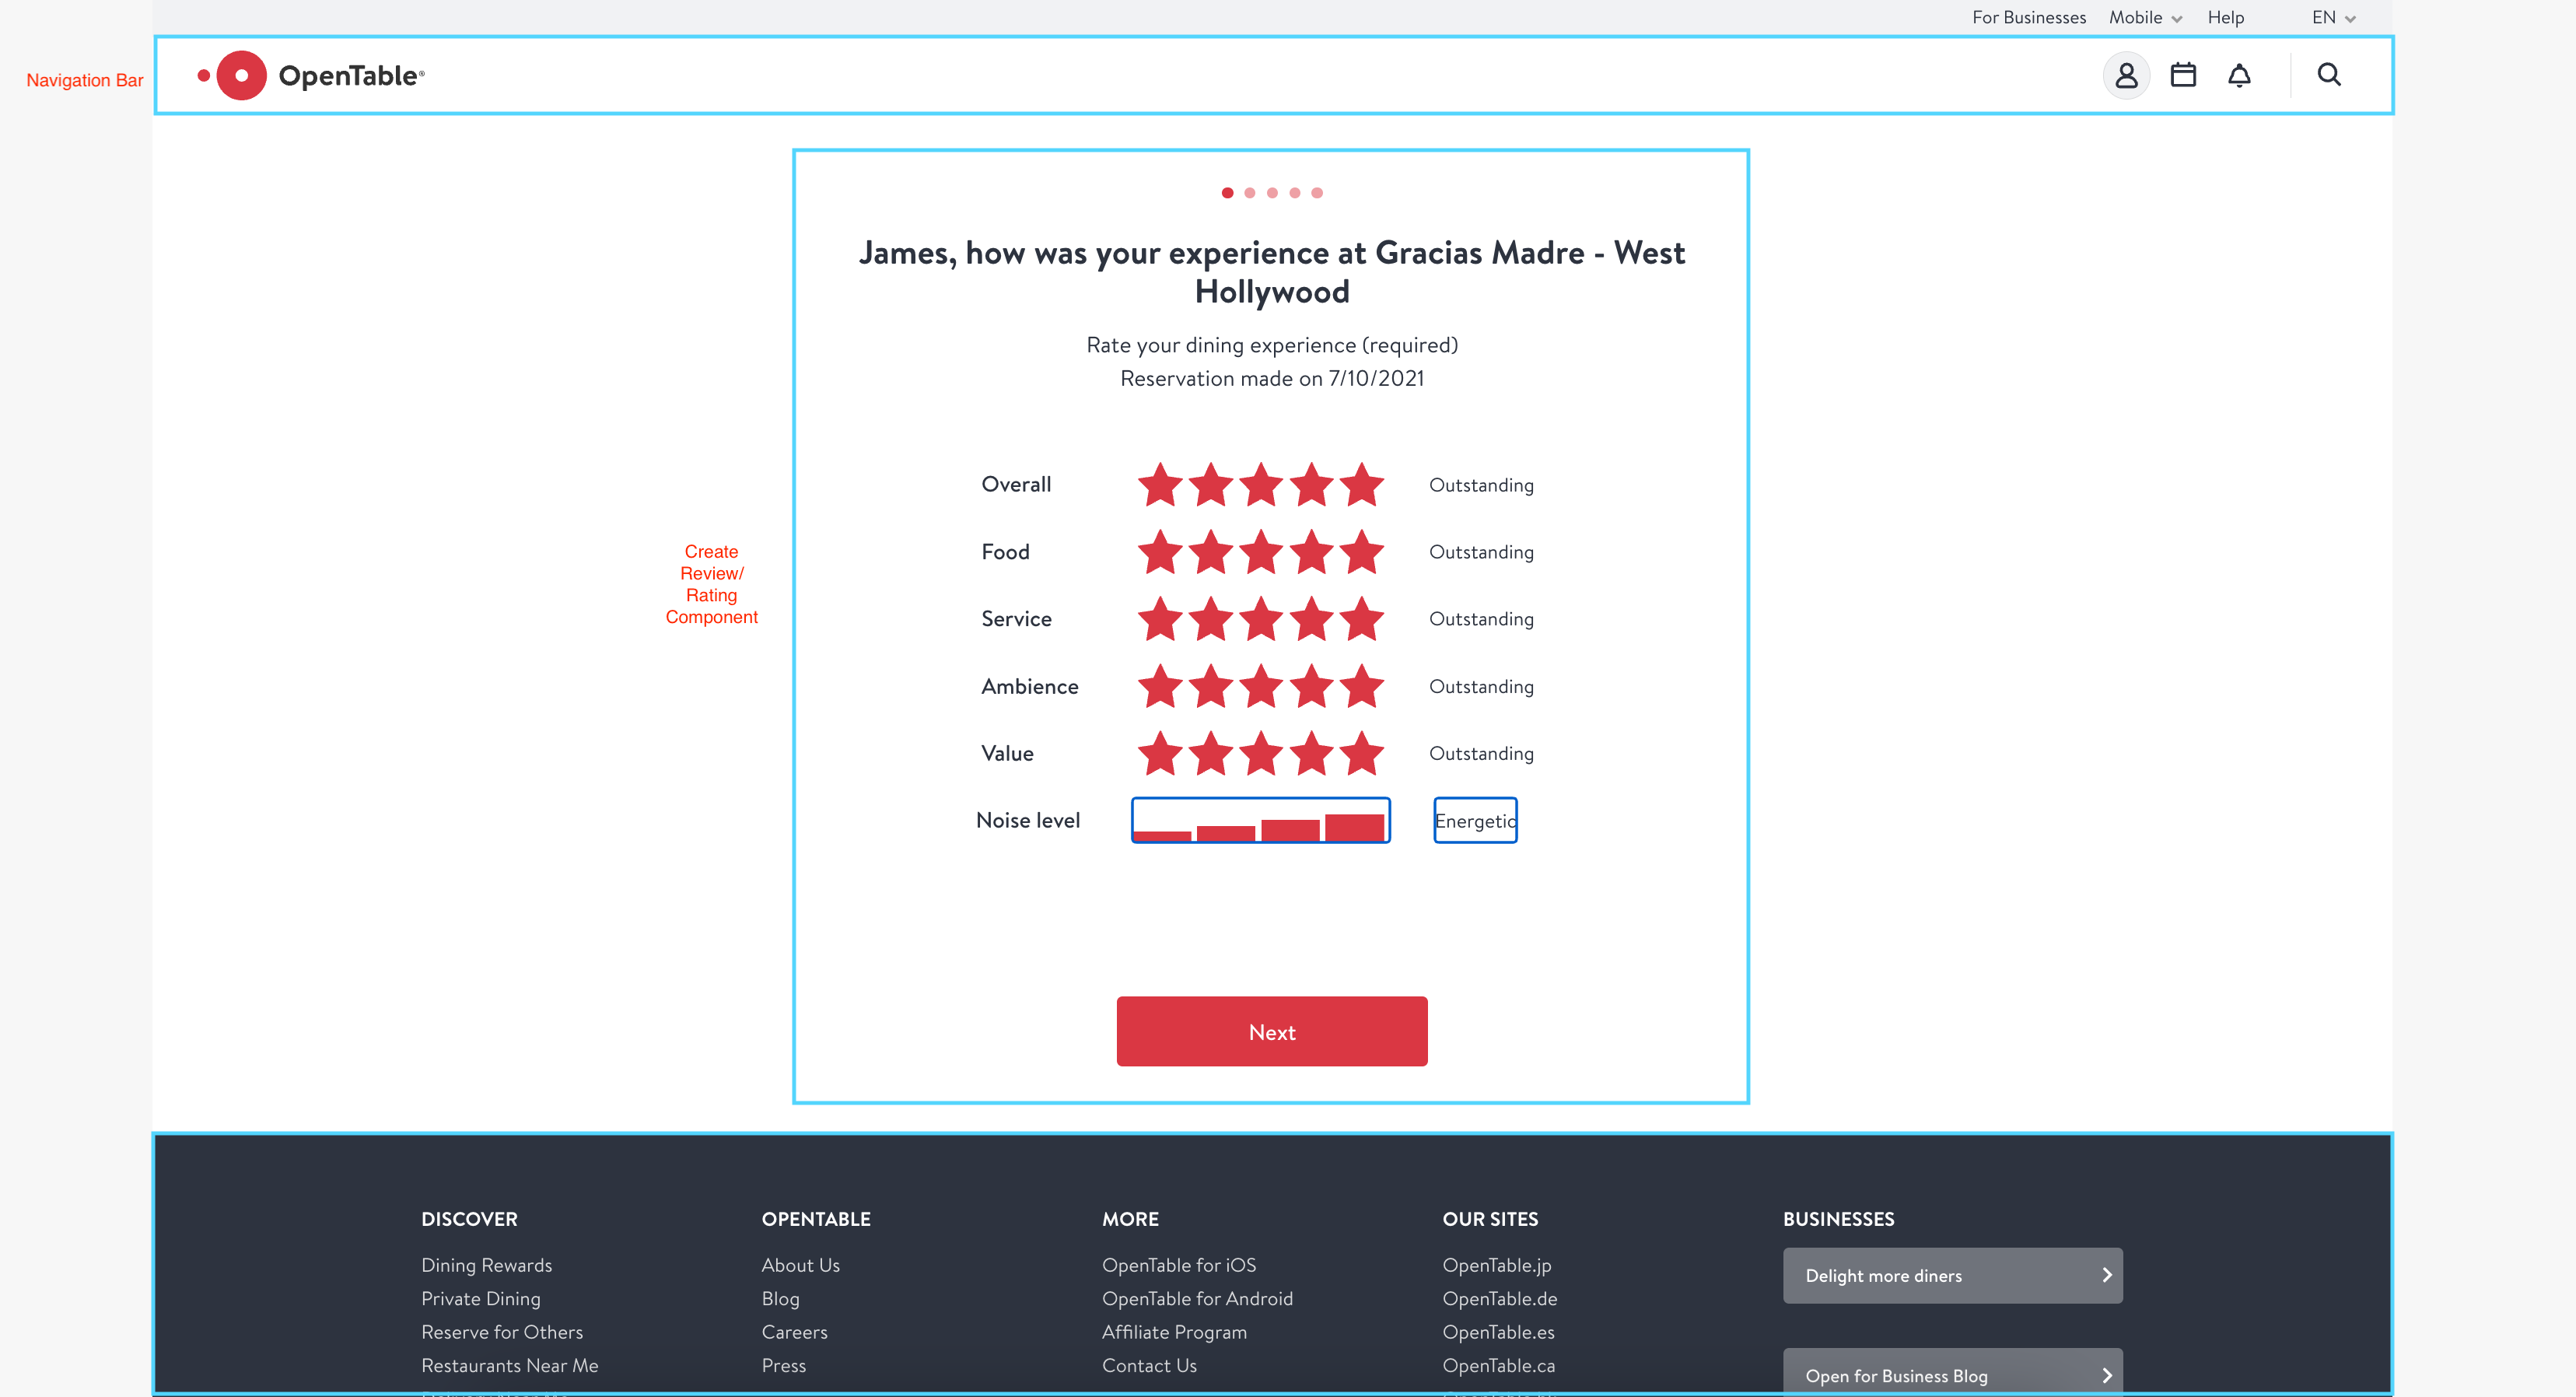 For Businesses Mobile Help EN
Navigation Bar
OpenTable®
James, how was your experience at Gracias Madre - West
Hollywood
Rate your dining experience (required)
Reservation made on 7/10/2021
Overall Outstanding
Food Outstanding
Create
Review/
Rating
Component
Service Outstanding
Ambience Outstanding
Value Outstanding
Noise level Energetic
Next
DISCOVER
Dining Rewards
Private Dining
Reserve for Others
Restaurants Near Me
OPENTABLE
About Us
Blog
Careers
Press
MORE
OpenTable for iOS
OpenTable for Android
Affiliate Program
Contact Us
OUR SITES
OpenTable.jp
OpenTable.de
OpenTable.es
OpenTable.ca
BUSINESSES
Delight more diners
Open for Business Blog